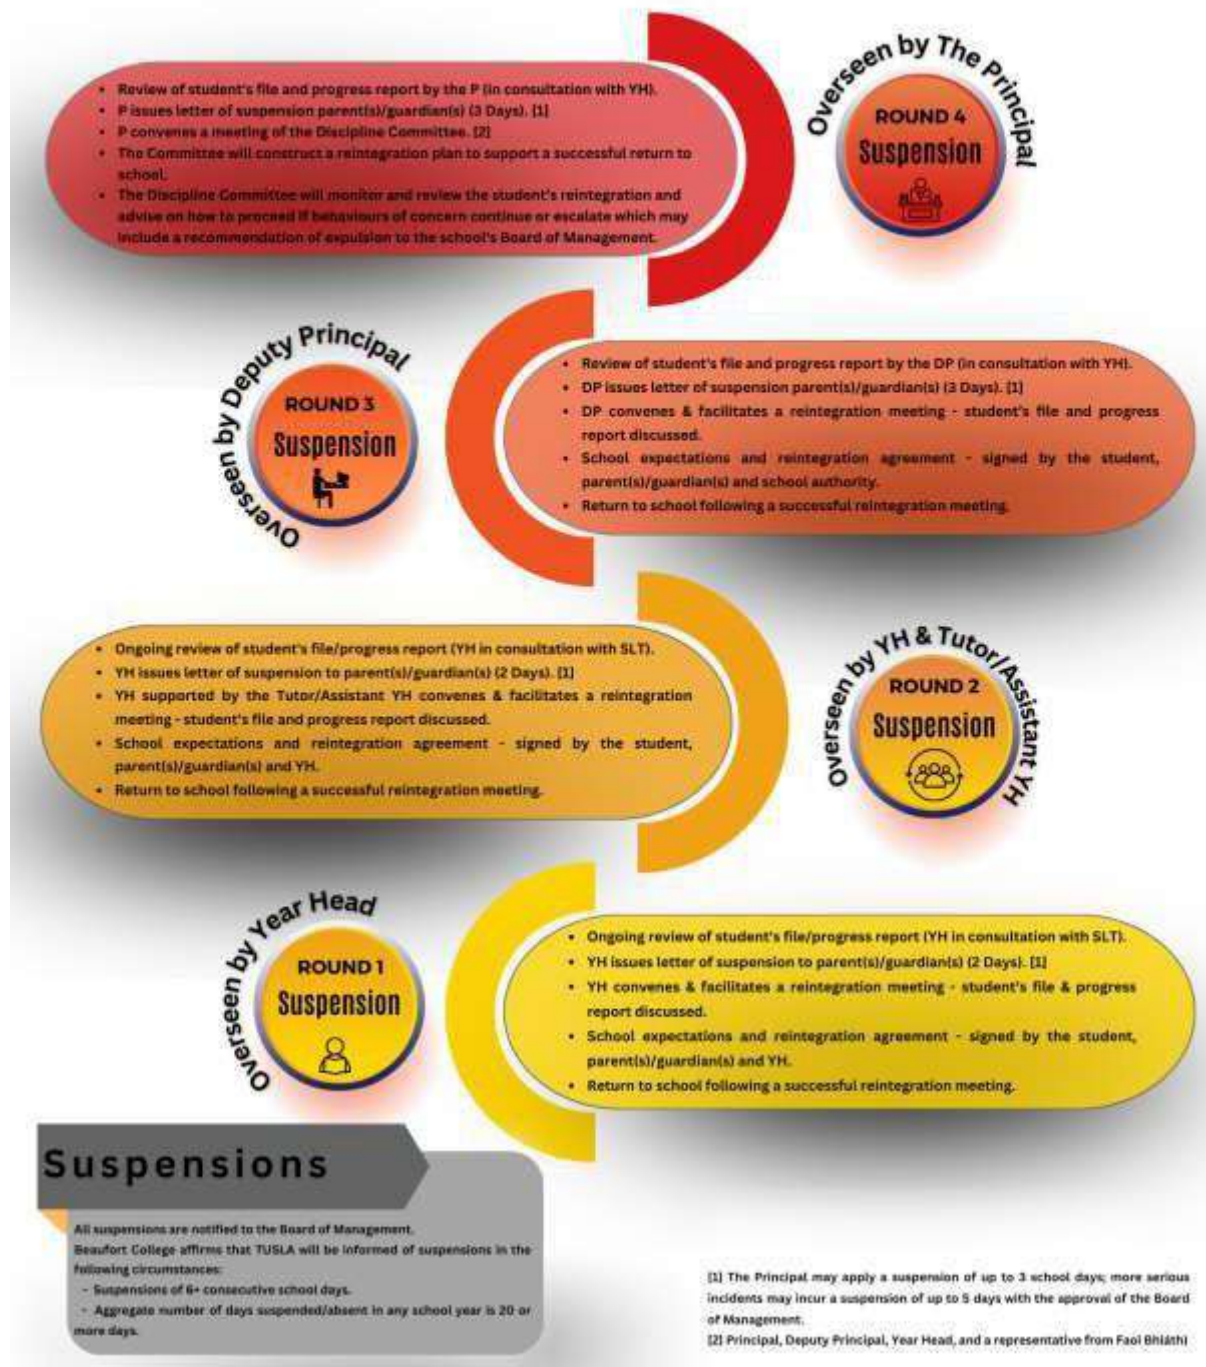 Overseen by The Principal
ROUND 4
Suspension
• Review of student's file and progress report by the P (in consultation with YH).
• P issues letter of suspension parent(s)/guardian(s) (3 Days). [1]
• P convenes a meeting of the Discipline Committee. [2]
• The Committee will construct a reintegration plan to support a successful return to
school.
• The Discipline Committee will monitor and review the student's reintegration and
advise on how to proceed if behaviours of concern continue or escalate which may
include a recommendation of expulsion to the school's Board of Management.
Overseen by Deputy Principal
ROUND 3
Suspension
• Review of student's file and progress report by the DP (in consultation with YH).
• DP issues letter of suspension parent(s)/guardian(s) (3 Days). [1]
• DP convenes & facilitates a reintegration meeting - student's file and progress
report discussed.
• School expectations and reintegration agreement - signed by the student,
parent(s)/guardian(s) and school authority.
• Return to school following a successful reintegration meeting.
Overseen by YH & Tutor/Assistant YH
ROUND 2
Suspension
• Ongoing review of student's file/progress report (YH in consultation with SLT).
• YH issues letter of suspension to parent(s)/guardian(s) (2 Days). [1]
• YH supported by the Tutor/Assistant YH convenes & facilitates a reintegration
meeting - student's file and progress report discussed.
• School expectations and reintegration agreement - signed by the student,
parent(s)/guardian(s) and YH.
• Return to school following a successful reintegration meeting.
Overseen by Year Head
ROUND 1
Suspension
• Ongoing review of student's file/progress report (YH in consultation with SLT).
• YH issues letter of suspension to parent(s)/guardian(s) (2 Days). [1]
• YH convenes & facilitates a reintegration meeting - student's file & progress
report discussed.
• School expectations and reintegration agreement - signed by the student,
parent(s)/guardian(s) and YH.
• Return to school following a successful reintegration meeting.
Suspensions
All suspensions are notified to the Board of Management.
Beaufort College affirms that TUSLA will be informed of suspensions in the
following circumstances:
- Suspensions of 6+ consecutive school days.
- Aggregate number of days suspended/absent in any school year is 20 or
more days.
[1] The Principal may apply a suspension of up to 3 school days; more serious
incidents may incur a suspension of up to 5 days with the approval of the Board
of Management.
[2] Principal, Deputy Principal, Year Head, and a representative from Faoi Bhláth)